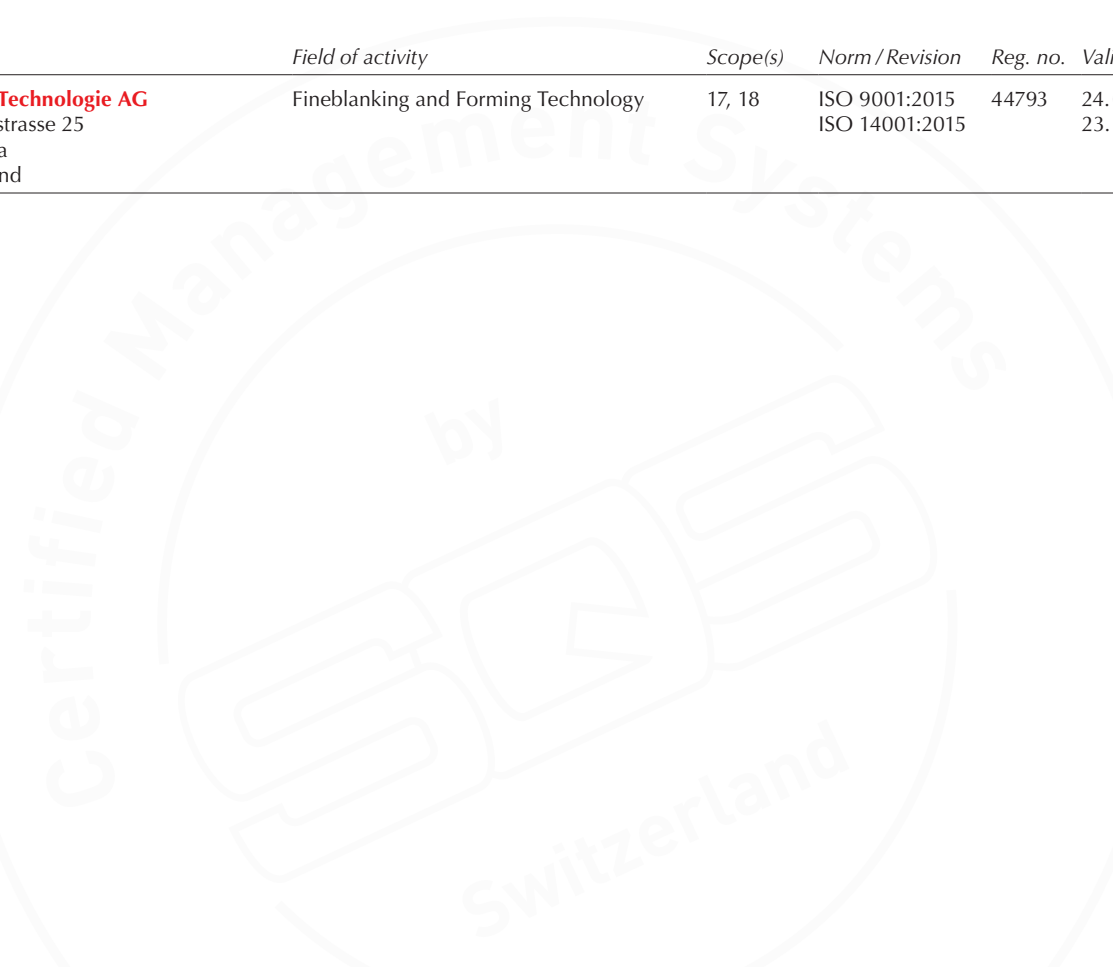 Field of activity Scope(s) Norm / Revision Reg. no.
Technologie AG Fineblanking and Forming Technology 17, 18 ISO 9001:2015 44793 24.
strasse 25 ISO 14001:2015 23.
a
nd
Certified Management Systems
by
SQS
Switzerland